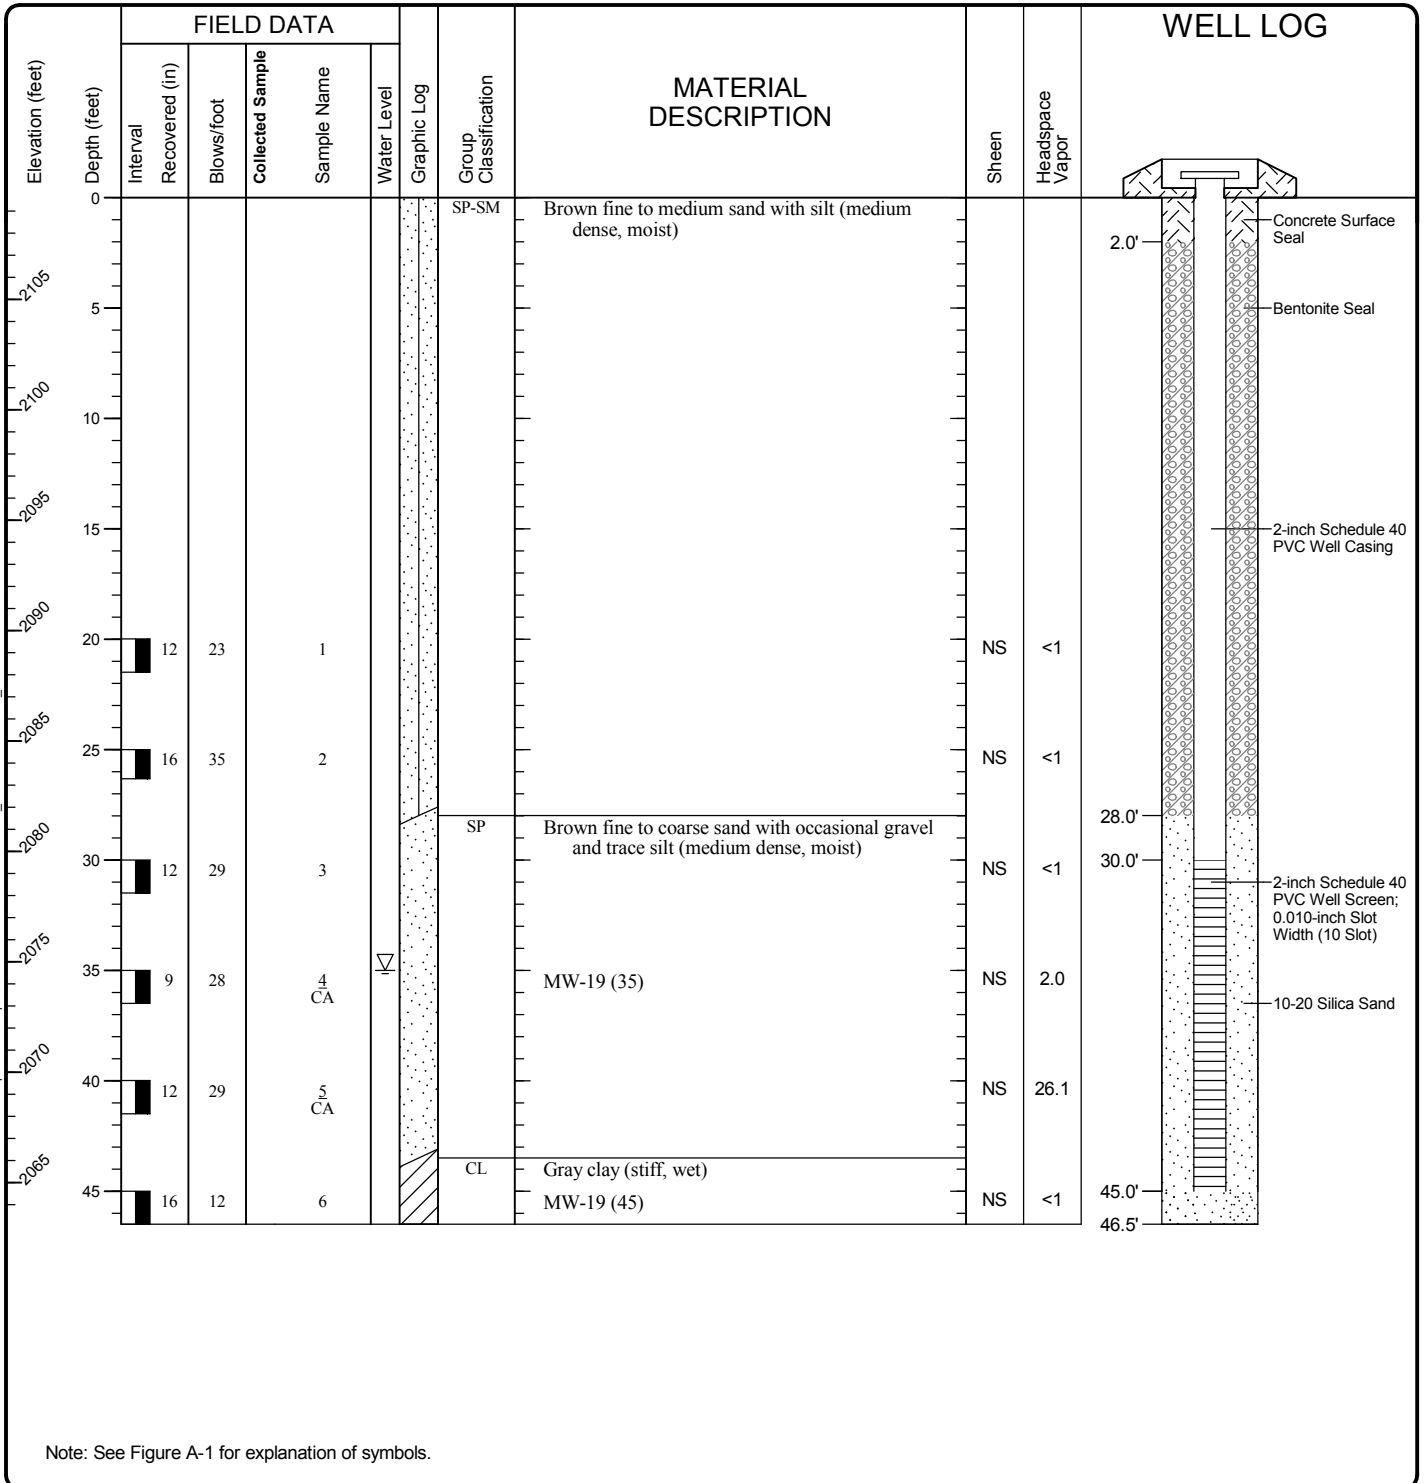 FIELD DATA
WELL LOG
Elevation (feet)
Depth (feet)
Interval
Recovered (in)
Blows/foot
Collected Sample
Sample Name
Water Level
Graphic Log
Group
Classification
MATERIAL
DESCRIPTION
Sheen
Headspace
Vapor
0
SP-SM
Brown fine to medium sand with silt (medium
dense, moist)
Concrete Surface
Seal
2.0'
2105
5
Bentonite Seal
2100
10
2095
15
2-inch Schedule 40
PVC Well Casing
2090
20
12 23 1 NS <1
2085
25
16 35 2 NS <1
28.0'
2080
SP
Brown fine to coarse sand with occasional gravel
and trace silt (medium dense, moist)
30
30.0'
12 29 3 NS <1
2-inch Schedule 40
PVC Well Screen;
0.010-inch Slot
Width (10 Slot)
2075
35
9 28 4 MW-19 (35) NS 2.0
CA
10-20 Silica Sand
2070
40
12 29 5 NS 26.1
CA
2065
CL
Gray clay (stiff, wet)
45
45.0'
16 12 6 MW-19 (45) NS <1
46.5'
Note: See Figure A-1 for explanation of symbols.